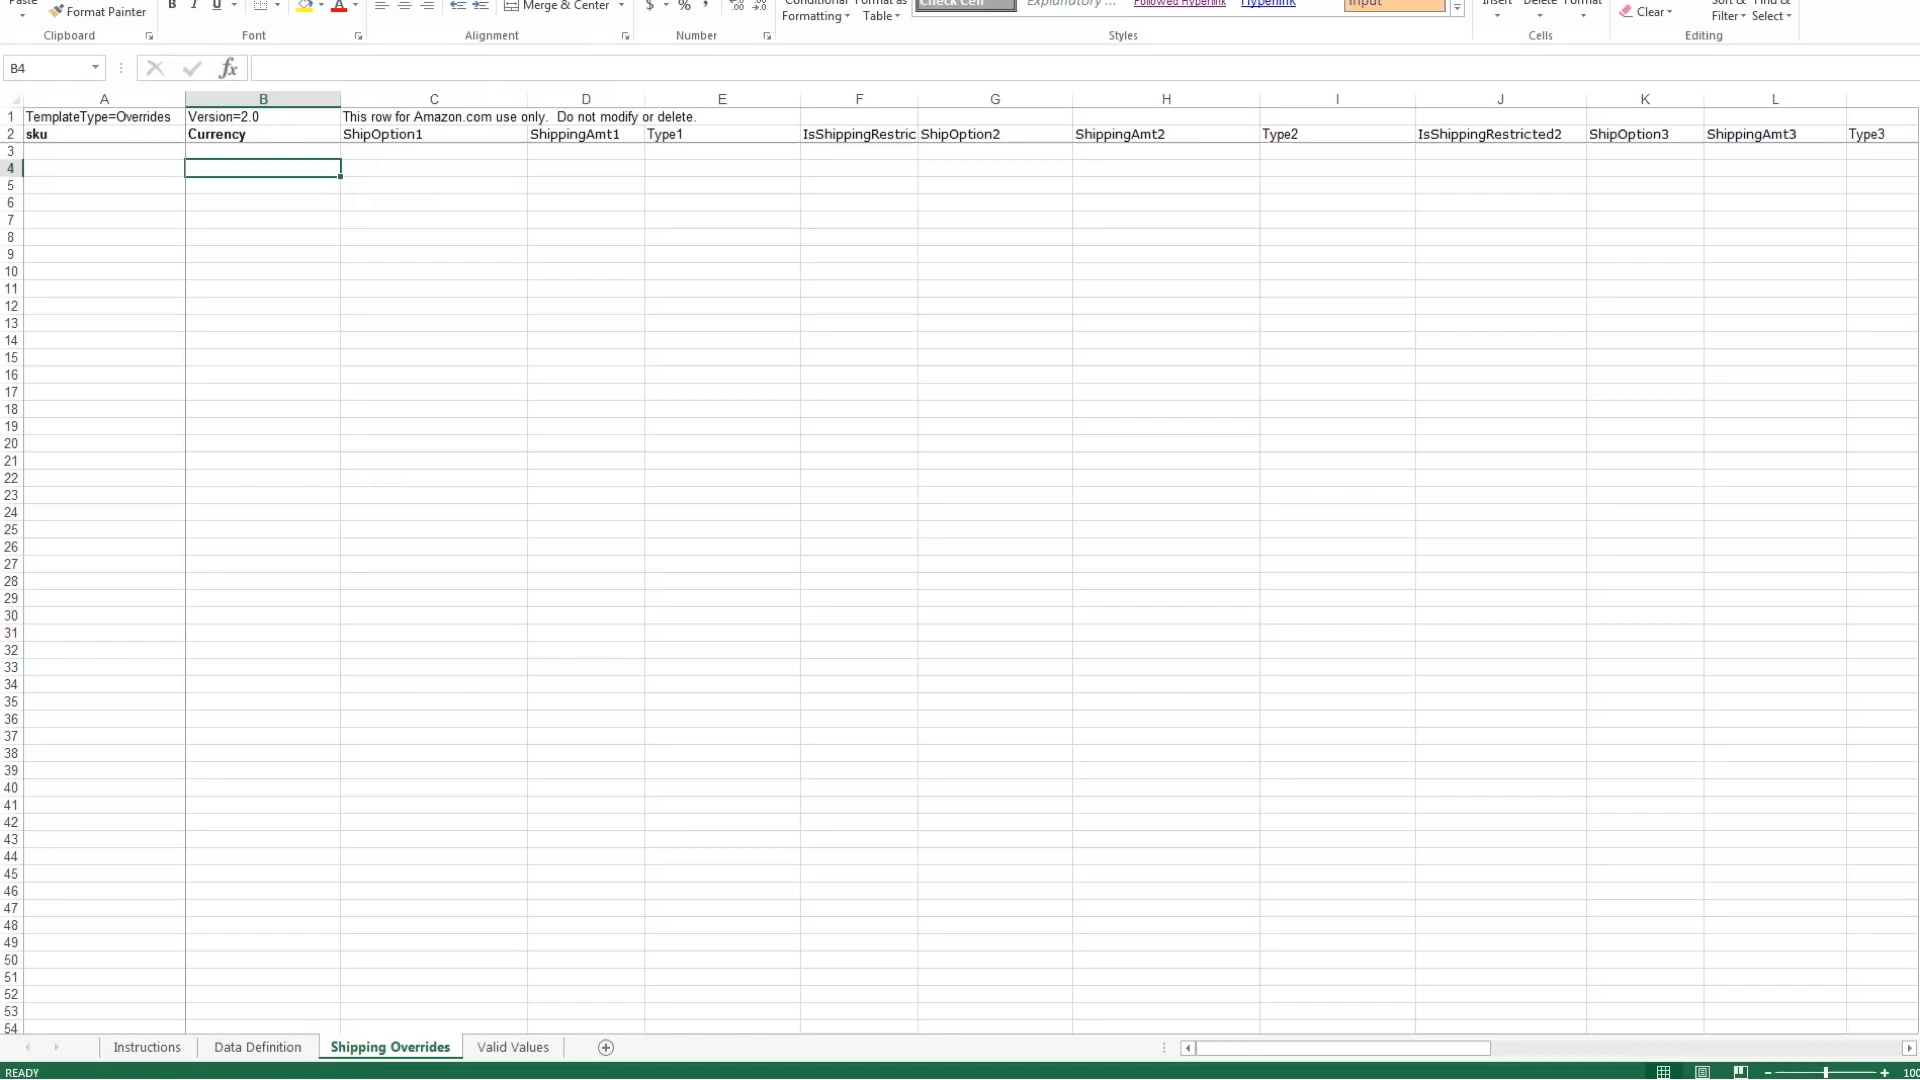 Paste
Format Painter
B I U
Merge & Center
$ % ,
Conditional Format as
Formatting Table
Check Cell
Explanatory ...
Followed Hyperlink
Hyperlink
Input
Insert Delete Format
Clear
Sort & Find &
Filter Select
Clipboard Font Alignment Number Styles Cells Editing
B4 fx
A B C D E F G H I J K L
1 TemplateType=Overrides Version=2.0 This row for Amazon.com use only. Do not modify or delete.
2 sku Currency ShipOption1 ShippingAmt1 Type1 IsShippingRestric ShipOption2 ShippingAmt2 Type2 IsShippingRestricted2 ShipOption3 ShippingAmt3 Type3
3
4
5
6
7
8
9
10
11
12
13
14
15
16
17
18
19
20
21
22
23
24
25
26
27
28
29
30
31
32
33
34
35
36
37
38
39
40
41
42
43
44
45
46
47
48
49
50
51
52
53
54
Instructions Data Definition Shipping Overrides Valid Values
READY 100